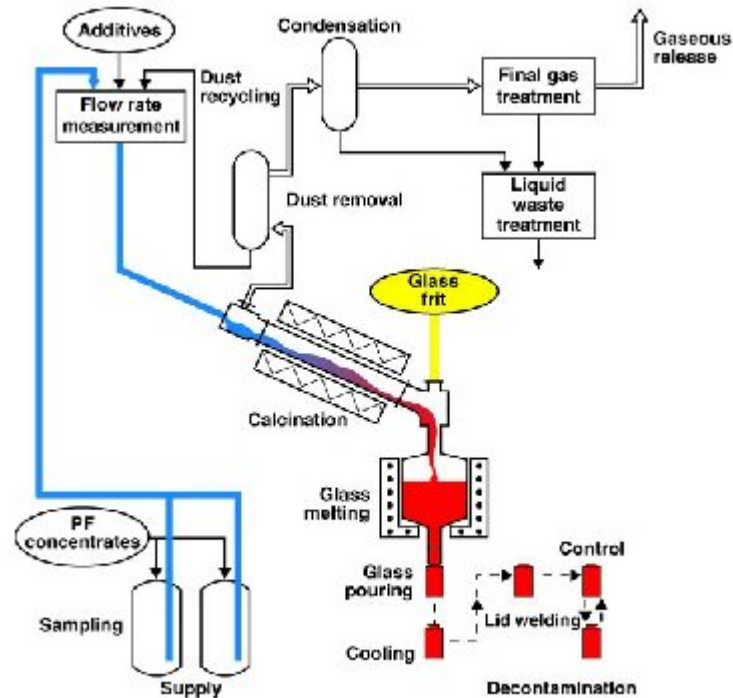 Additives
Condensation
Gaseous
release
Dust
recycling
Flow rate
measurement
Final gas
treatment
Dust removal
Liquid
waste
treatment
Glass
frit
Calcination
Glass
melting
PF
concentrates
Glass
pouring
Control
Sampling
Lid welding
Cooling
Supply
Decontamination